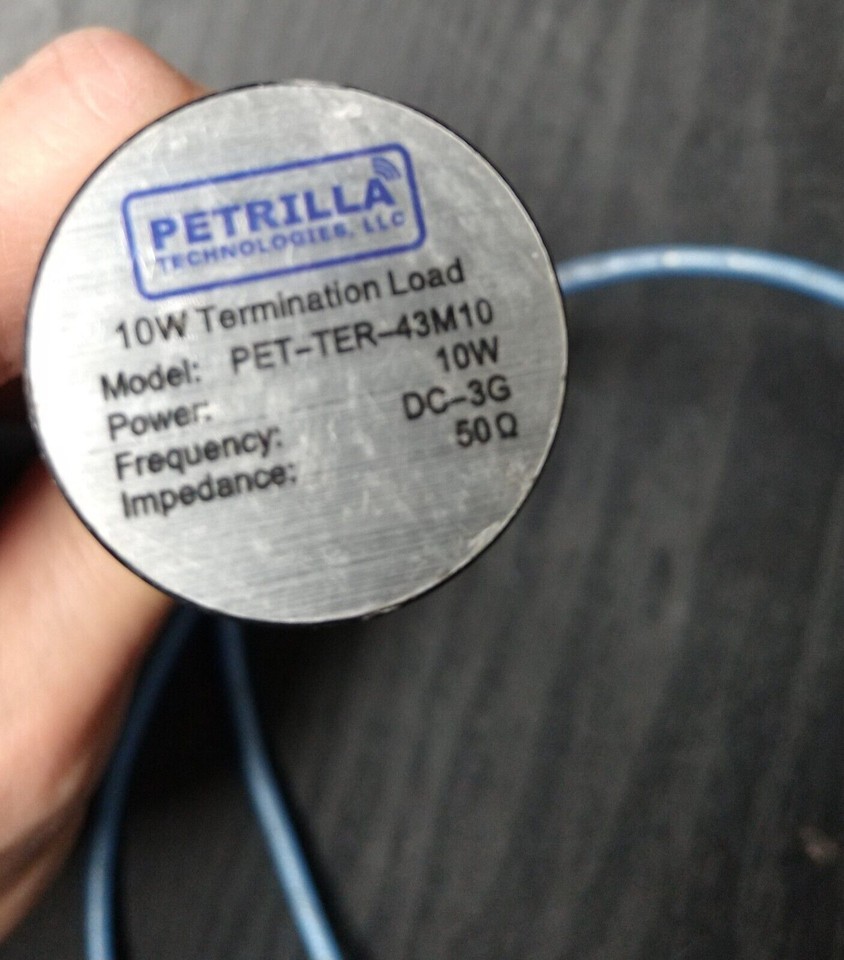 PETRILLA
TECHNOLOGIES, LLC
10W Termination Load
Model: PET-TER-43M10
Power: 10W
Frequency: DC-3G
Impedance: 50Ω